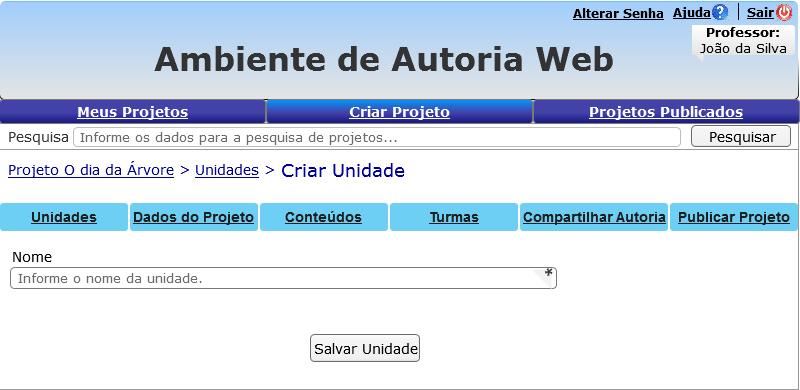 Alterar Senha Ajuda? Sair
Professor:
João da Silva
Ambiente de Autoria Web
Meus Projetos Criar Projeto Projetos Publicados
Pesquisa Informe os dados para a pesquisa de projetos... Pesquisar
Projeto O dia da Árvore > Unidades > Criar Unidade
Unidades Dados do Projeto Conteúdos Turmas Compartilhar Autoria Publicar Projeto
Nome
Informe o nome da unidade. *
Salvar Unidade